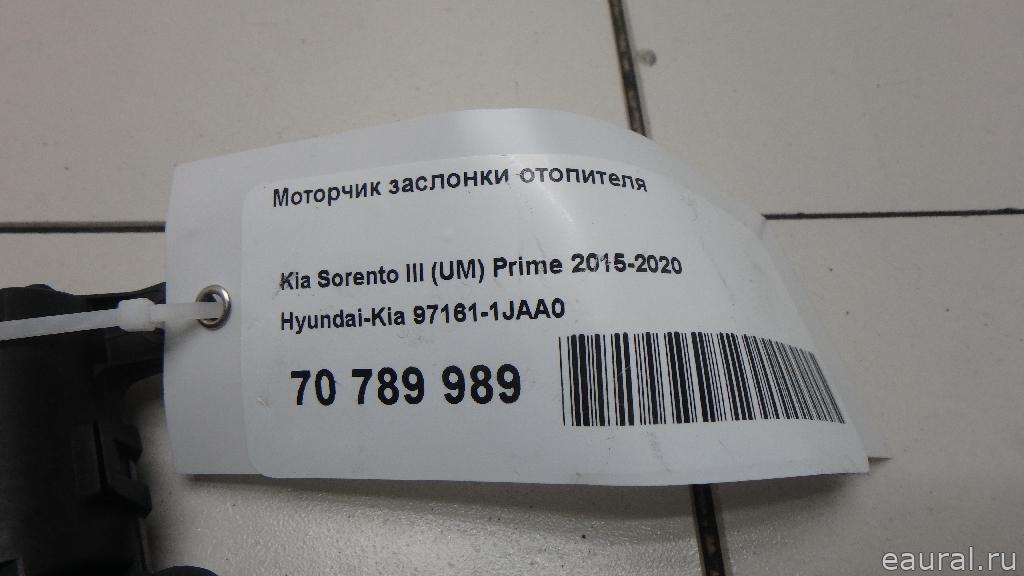 Моторчик заслонки отопителя
Kia Sorento III (UM) Prime 2015-2020
Hyundai-Kia 97161-1JAA0
70 789 989
eaural.ru